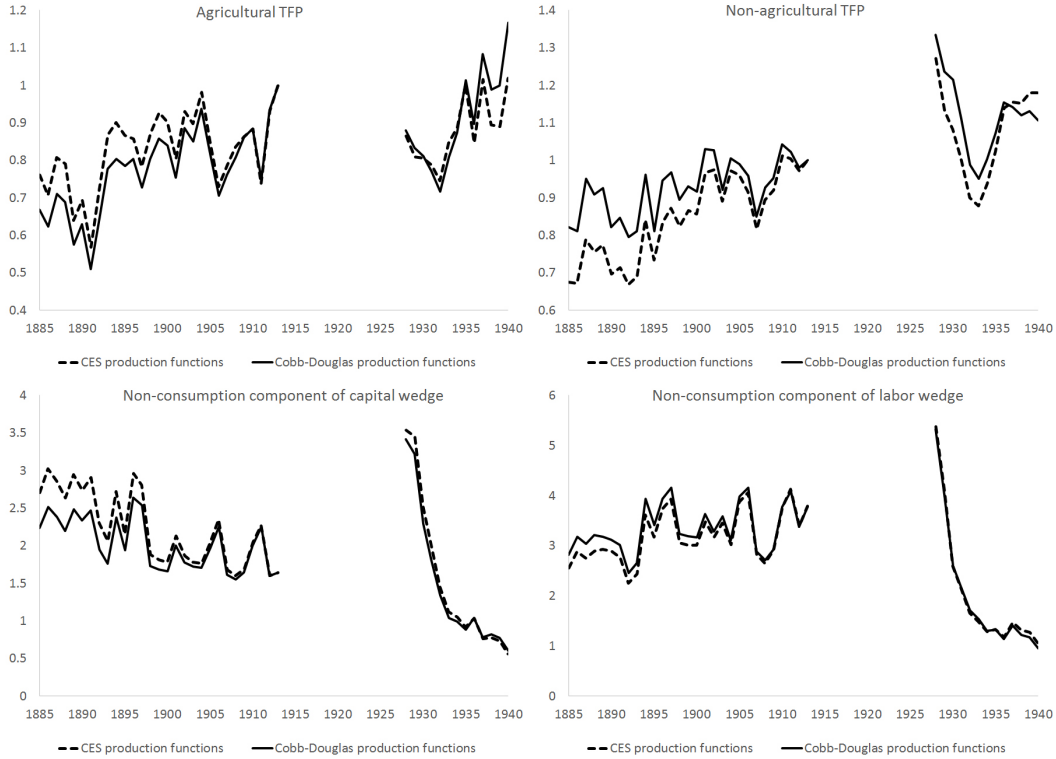 Agricultural TFP
1.2
1.1
1
0.9
0.8
0.7
0.6
0.5
0.4
1885 1890 1895 1900 1905 1910 1915 1920 1925 1930 1935 1940
CES production functions Cobb-Douglas production functions
Non-agricultural TFP
1.4
1.3
1.2
1.1
1
0.9
0.8
0.7
0.6
1885 1890 1895 1900 1905 1910 1915 1920 1925 1930 1935 1940
CES production functions Cobb-Douglas production functions
Non-consumption component of capital wedge
4
3.5
3
2.5
2
1.5
1
0.5
0
1885 1890 1895 1900 1905 1910 1915 1920 1925 1930 1935 1940
CES production functions Cobb-Douglas production functions
Non-consumption component of labor wedge
6
5
4
3
2
1
0
1885 1890 1895 1900 1905 1910 1915 1920 1925 1930 1935 1940
CES production functions Cobb-Douglas production functions